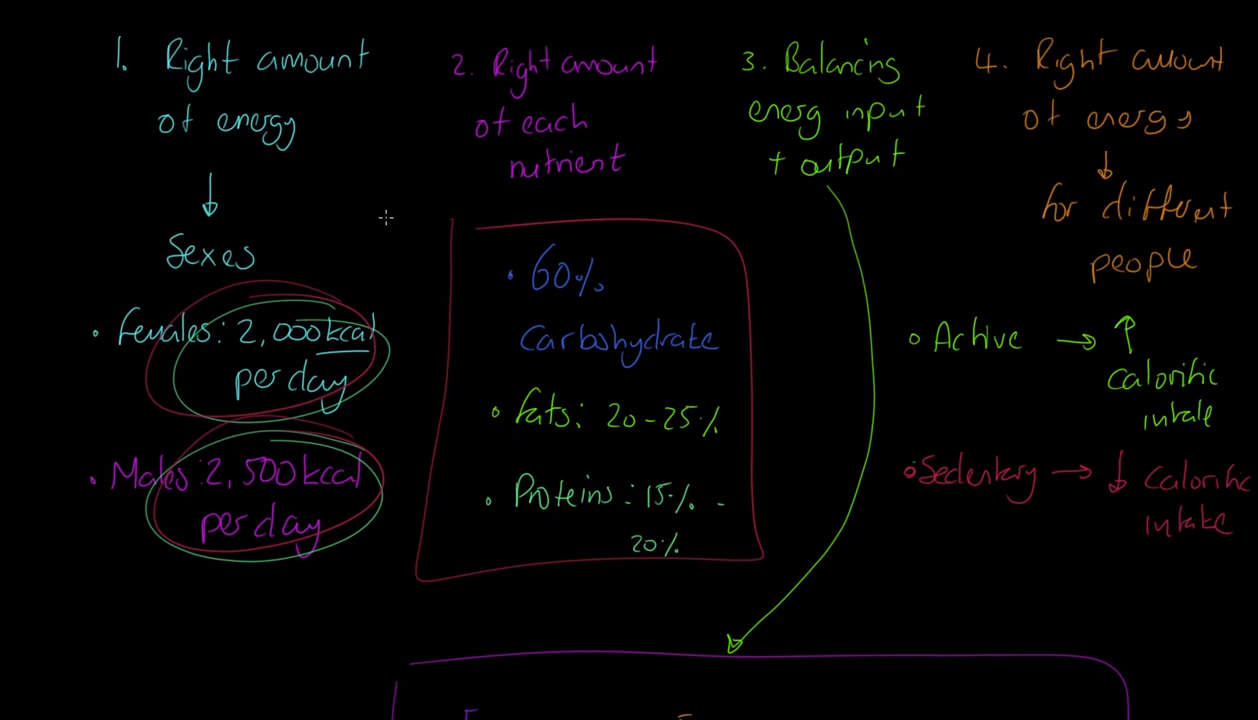 1. Right amount
of energy
Sexes
• Females: 2,000kcal
per day
• Males: 2,500kcal
per day
2. Right amount
of each
nutrient
• 60%
Carbohydrate
• Fats: 20-25%
• Proteins: 15% -
20%
3. Balancing
energ input
+ output
4. Right amount
of energy
for different
people
Active → ↑
calorific
intake
Sedentary → ↓ calorific
intake